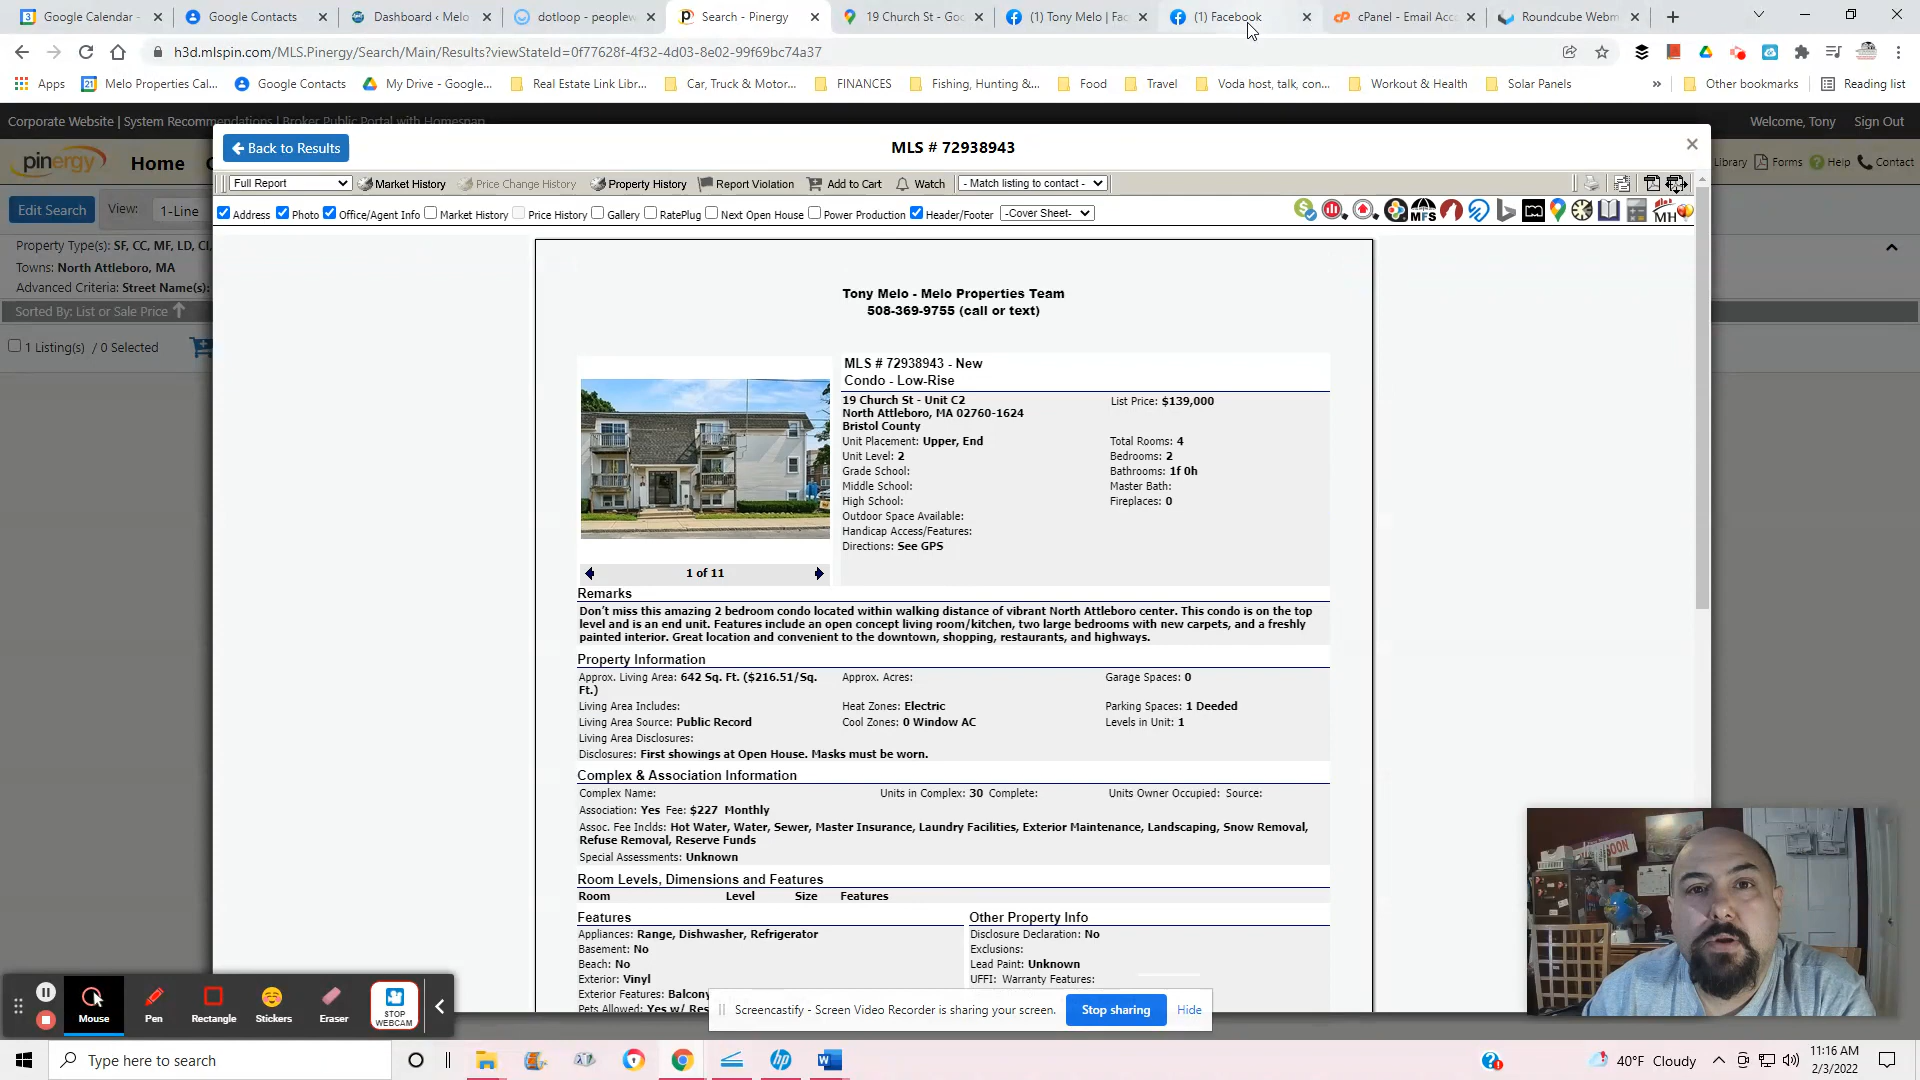 Google Calendar -
Google Contacts
Dashboard ‹ Melo
dotloop - peoplew
Search - Pinergy
19 Church St - Goo
(1) Tony Melo | Fac
(1) Facebook
cPanel - Email Acc
Roundcube Webm
h3d.mlspin.com/MLS.Pinergy/Search/Main/Results?viewStateId=0f77628f-4f32-4d03-8e02-99f69bc74a37
Apps
Melo Properties Cal...
Google Contacts
My Drive - Google...
Real Estate Link Libr...
Car, Truck & Motor...
FINANCES
Fishing, Hunting &...
Food
Travel
Voda host, talk, con...
Workout & Health
Solar Panels
»
Other bookmarks
Reading list
Corporate Website | System Recommendations | Broker Public Portal with Homesnap
Welcome, Tony
Sign Out
pinergy
Home
Library
Forms
Help
Contact
Back to Results
MLS # 72938943
Full Report
Market History
Price Change History
Property History
Report Violation
Add to Cart
Watch
- Match listing to contact -
Edit Search
View:
1-Line
Address
Photo
Office/Agent Info
Market History
Price History
Gallery
RatePlug
Next Open House
Power Production
Header/Footer
-Cover Sheet-
MFS
MH
Property Type(s): SF, CC, MF, LD, CI,
Towns: North Attleboro, MA
Advanced Criteria: Street Name(s):
Sorted By: List or Sale Price
1 Listing(s) / 0 Selected
Tony Melo - Melo Properties Team
508-369-9755 (call or text)
MLS # 72938943 - New
Condo - Low-Rise
19 Church St - Unit C2
North Attleboro, MA 02760-1624
Bristol County
Unit Placement: Upper, End
Unit Level: 2
Grade School:
Middle School:
High School:
Outdoor Space Available:
Handicap Access/Features:
Directions: See GPS
List Price: $139,000
Total Rooms: 4
Bedrooms: 2
Bathrooms: 1f 0h
Master Bath:
Fireplaces: 0
1 of 11
Remarks
Don't miss this amazing 2 bedroom condo located within walking distance of vibrant North Attleboro center. This condo is on the top
level and is an end unit. Features include an open concept living room/kitchen, two large bedrooms with new carpets, and a freshly
painted interior. Great location and convenient to the downtown, shopping, restaurants, and highways.
Property Information
Approx. Living Area: 642 Sq. Ft. ($216.51/Sq.
Ft.)
Approx. Acres:
Garage Spaces: 0
Living Area Includes:
Heat Zones: Electric
Parking Spaces: 1 Deeded
Living Area Source: Public Record
Cool Zones: 0 Window AC
Levels in Unit: 1
Living Area Disclosures:
Disclosures: First showings at Open House. Masks must be worn.
Complex & Association Information
Complex Name:
Units in Complex: 30 Complete:
Units Owner Occupied: Source:
Association: Yes Fee: $227 Monthly
Assoc. Fee Inclds: Hot Water, Water, Sewer, Master Insurance, Laundry Facilities, Exterior Maintenance, Landscaping, Snow Removal,
Refuse Removal, Reserve Funds
Special Assessments: Unknown
Room Levels, Dimensions and Features
Room
Level
Size
Features
Features
Appliances: Range, Dishwasher, Refrigerator
Basement: No
Beach: No
Exterior: Vinyl
Exterior Features: Balcony
Pets Allowed: Yes w/ Res
Other Property Info
Disclosure Declaration: No
Exclusions:
Lead Paint: Unknown
UFFI: Warranty Features:
Mouse
Pen
Rectangle
Stickers
Eraser
STOP
WEBCAM
Screencastify - Screen Video Recorder is sharing your screen.
Stop sharing
Hide
SOON
Type here to search
40°F Cloudy
11:16 AM
2/3/2022